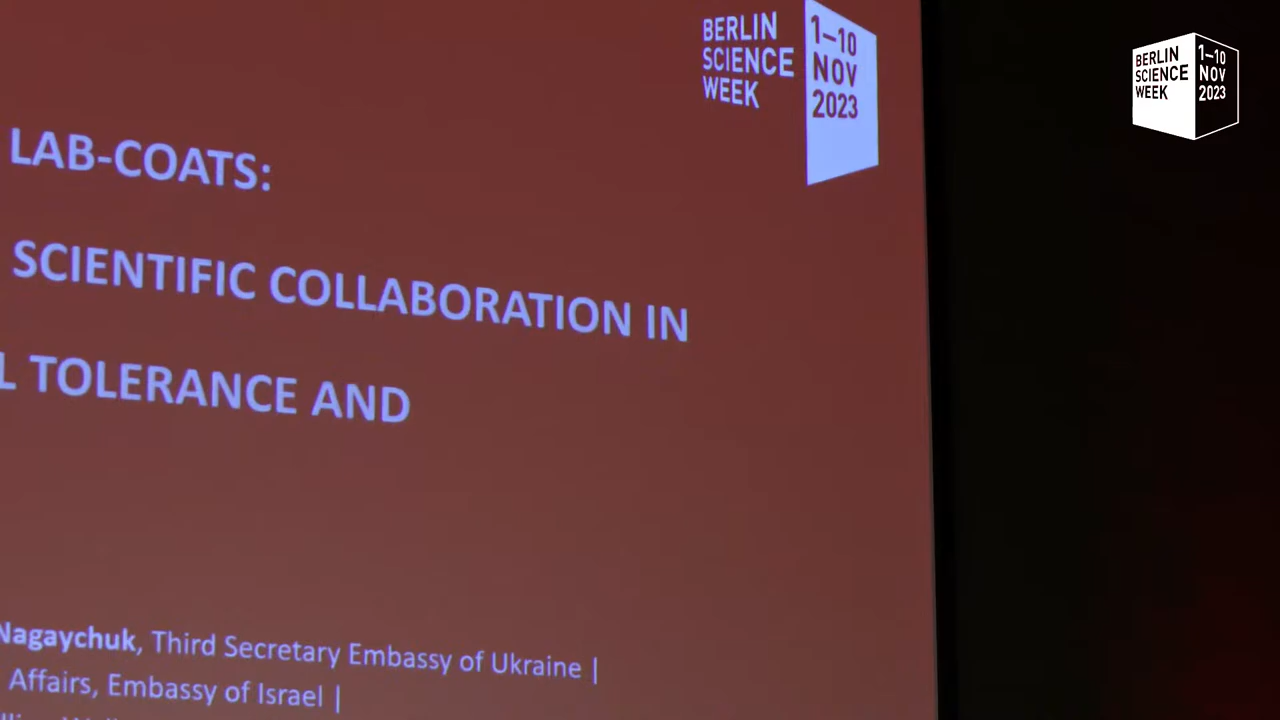 BERLIN
SCIENCE
WEEK
1–10
NOV
2023
BERLIN
SCIENCE
WEEK
1–10
NOV
2023
LAB-COATS:
SCIENTIFIC COLLABORATION IN
L TOLERANCE AND
Nagaychuk, Third Secretary Embassy of Ukraine |
Affairs, Embassy of Israel |